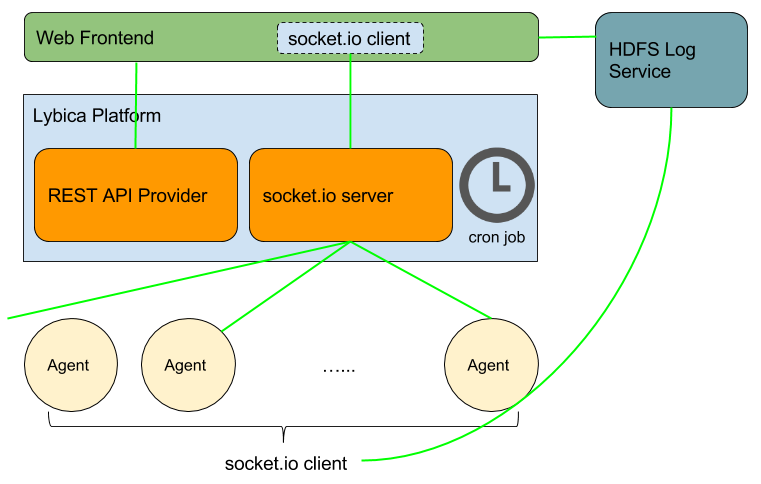 Web Frontend
socket.io client
HDFS Log
Service
Lybica Platform
REST API Provider
socket.io server
cron job
Agent
Agent
…...
Agent
socket.io client